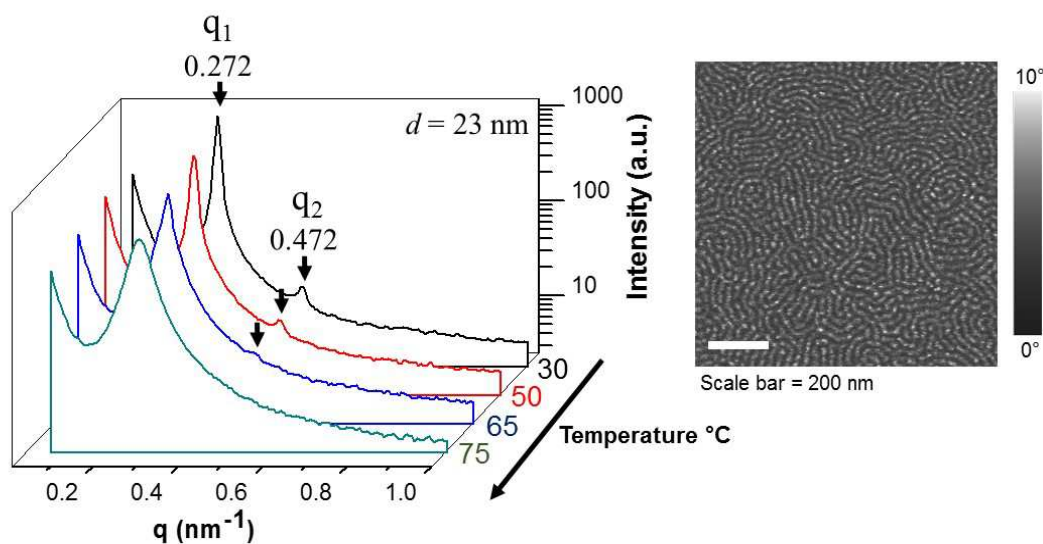 q₁
0.272
d = 23 nm
q₂
0.472
1000
100
10
Intensity (a.u.)
30
50
65
75
Temperature °C
0.2 0.4 0.6 0.8 1.0
q (nm⁻¹)
10°
0°
Scale bar = 200 nm